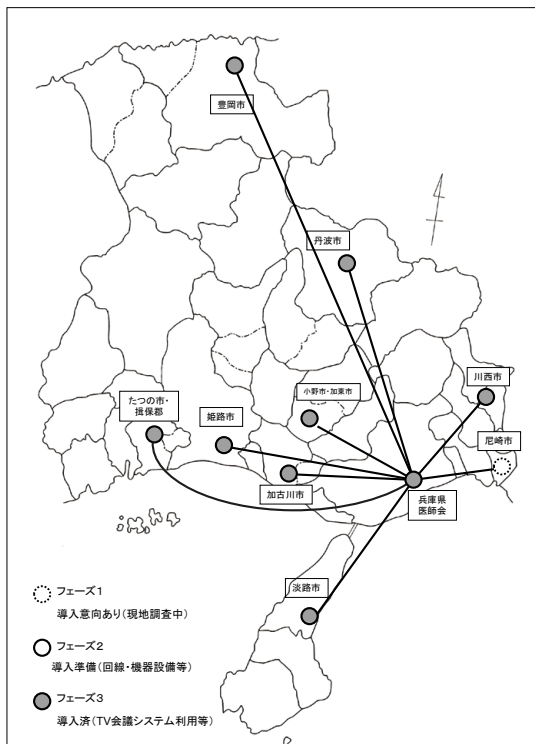 豊岡市
丹波市
川西市
小野市・加東市
たつの市・
揖保郡
姫路市
尼崎市
加古川市
兵庫県
医師会
淡路市
フェーズ1
導入意向あり(現地調査中)
フェーズ2
導入準備(回線・機器設備等)
フェーズ3
導入済(TV会議システム利用等)